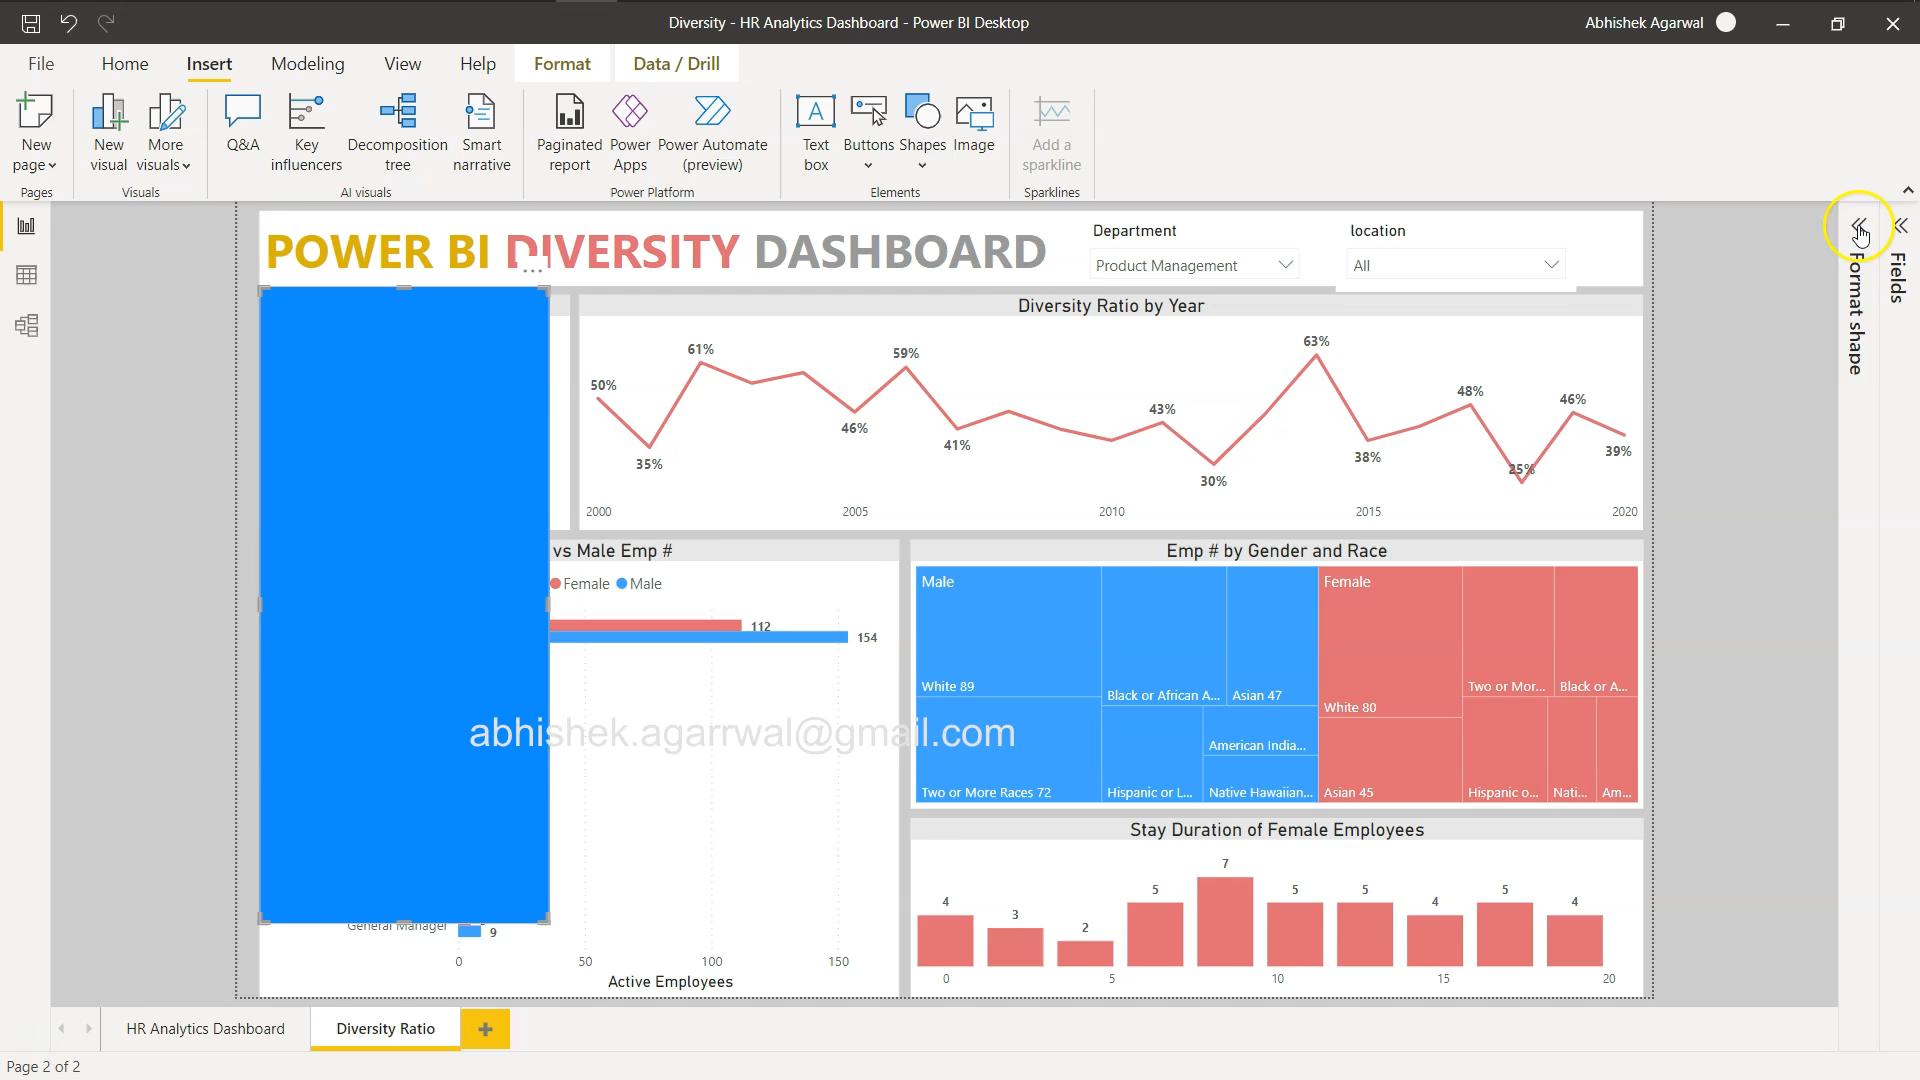 Diversity - HR Analytics Dashboard - Power BI Desktop
Abhishek Agarwal
File
Home
Insert
Modeling
View
Help
Format
Data / Drill
New page
New visual
More visuals
Q&A
Key influencers
Decomposition tree
Smart narrative
Paginated report
Power Apps
Power Automate (preview)
Text box
Buttons
Shapes
Image
Add a sparkline
Pages
Visuals
AI visuals
Power Platform
Elements
Sparklines
POWER BI DIVERSITY DASHBOARD
Department
Product Management
location
All
Format shape
Fields
Diversity Ratio by Year
50%
35%
61%
46%
59%
41%
43%
30%
63%
38%
48%
25%
46%
39%
2000
2005
2010
2015
2020
vs Male Emp #
Female
Male
112
154
General Manager
9
0
50
100
150
Active Employees
Emp # by Gender and Race
Male
White 89
Two or More Races 72
Black or African A...
Asian 47
Hispanic or L...
American India...
Native Hawaiian...
Female
White 80
Asian 45
Two or Mor...
Black or A...
Hispanic o...
Nati...
Am...
abhishek.agarrwal@gmail.com
Stay Duration of Female Employees
4
3
2
5
7
5
5
4
5
4
0
5
10
15
20
HR Analytics Dashboard
Diversity Ratio
Page 2 of 2